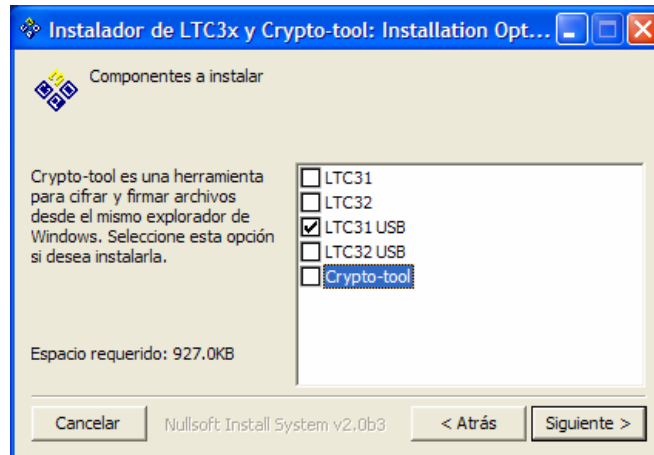 Instalador de LTC3x y Crypto-tool: Installation Opt...
Componentes a instalar
Crypto-tool es una herramienta
para cifrar y firmar archivos
desde el mismo explorador de
Windows. Seleccione esta opción
si desea instalarla.
LTC31
LTC32
LTC31 USB
LTC32 USB
Crypto-tool
Espacio requerido: 927.0KB
Cancelar
Nullsoft Install System v2.0b3
< Atrás
Siguiente >